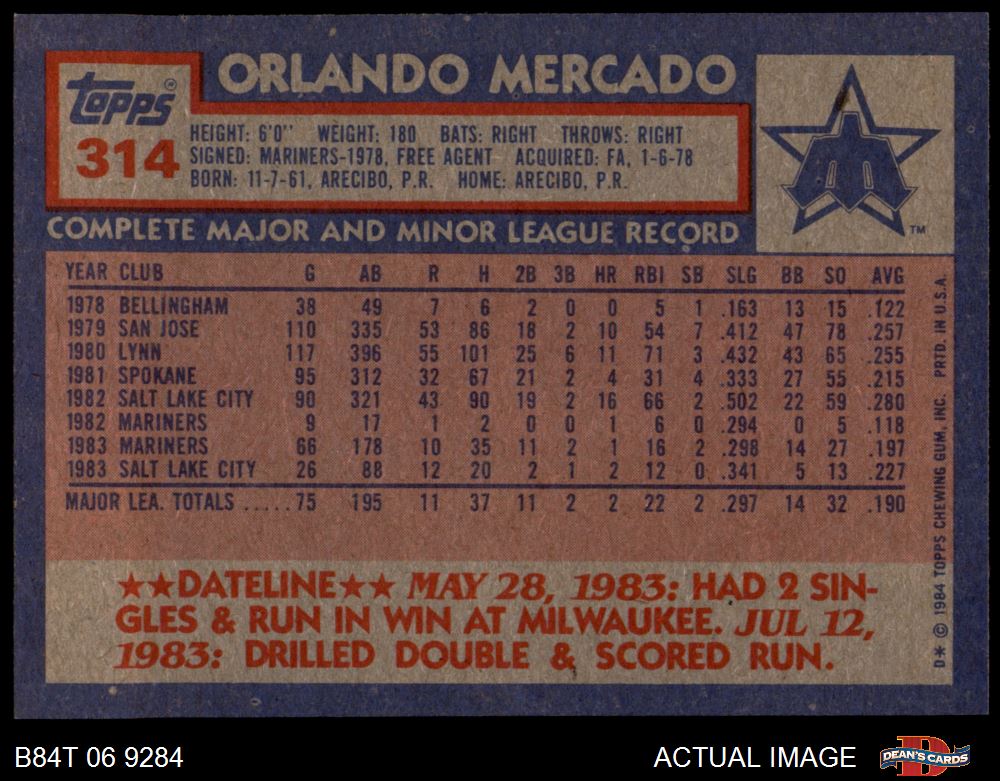 topps
314
ORLANDO MERCADO
HEIGHT: 6'0" WEIGHT: 180 BATS: RIGHT THROWS: RIGHT
SIGNED: MARINERS-1978, FREE AGENT ACQUIRED: FA, 1-6-78
BORN: 11-7-61, ARECIBO, P.R. HOME: ARECIBO, P.R.
TM
COMPLETE MAJOR AND MINOR LEAGUE RECORD
YEAR CLUB G AB R H 2B 3B HR RBI SB SLG BB SO AVG
1978 BELLINGHAM 38 49 7 6 2 0 0 5 1 .163 13 15 .122
1979 SAN JOSE 110 335 53 86 18 2 10 54 7 .412 47 78 .257
1980 LYNN 117 396 55 101 25 6 11 71 3 .432 43 65 .255
1981 SPOKANE 95 312 32 67 21 2 4 31 4 .333 27 55 .215
1982 SALT LAKE CITY 90 321 43 90 19 2 16 66 2 .502 22 59 .280
1982 MARINERS 9 17 1 2 0 0 1 6 0 .294 0 5 .118
1983 MARINERS 66 178 10 35 11 2 1 16 2 .298 14 27 .197
1983 SALT LAKE CITY 26 88 12 20 2 1 2 12 0 .341 5 13 .227
MAJOR LEA. TOTALS .....75 195 11 37 11 2 2 22 2 .297 14 32 .190
★★DATELINE★★ MAY 28, 1983: HAD 2 SIN-
GLES & RUN IN WIN AT MILWAUKEE. JUL 12,
1983: DRILLED DOUBLE & SCORED RUN.
D* © 1984 TOPPS CHEWING GUM, INC. PRTD. IN U.S.A.
B84T 06 9284
ACTUAL IMAGE
DEAN'S CARDS